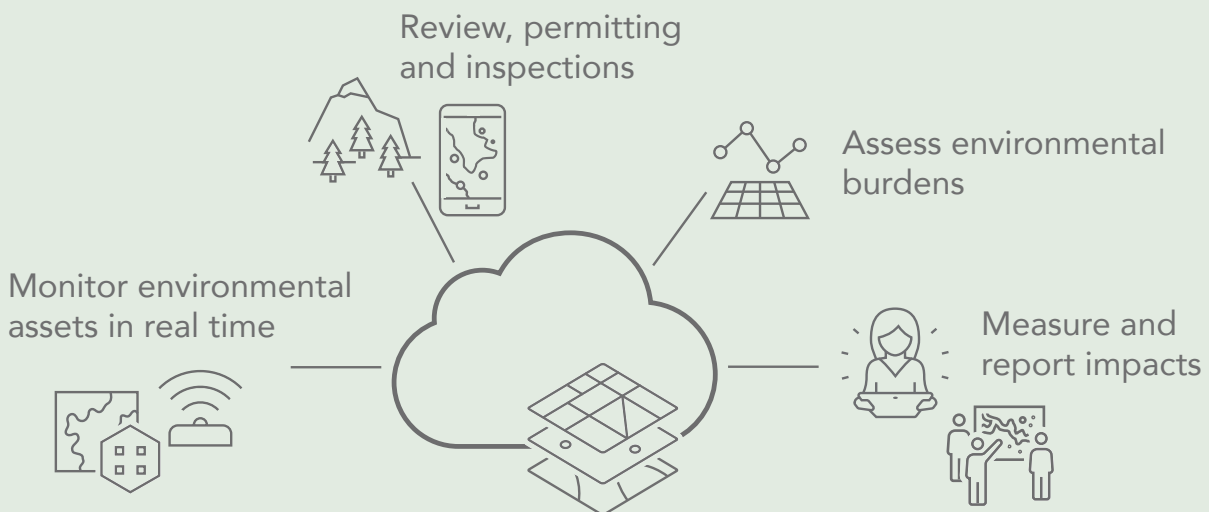 Review, permitting
and inspections
Assess environmental
burdens
Monitor environmental
assets in real time
Measure and
report impacts